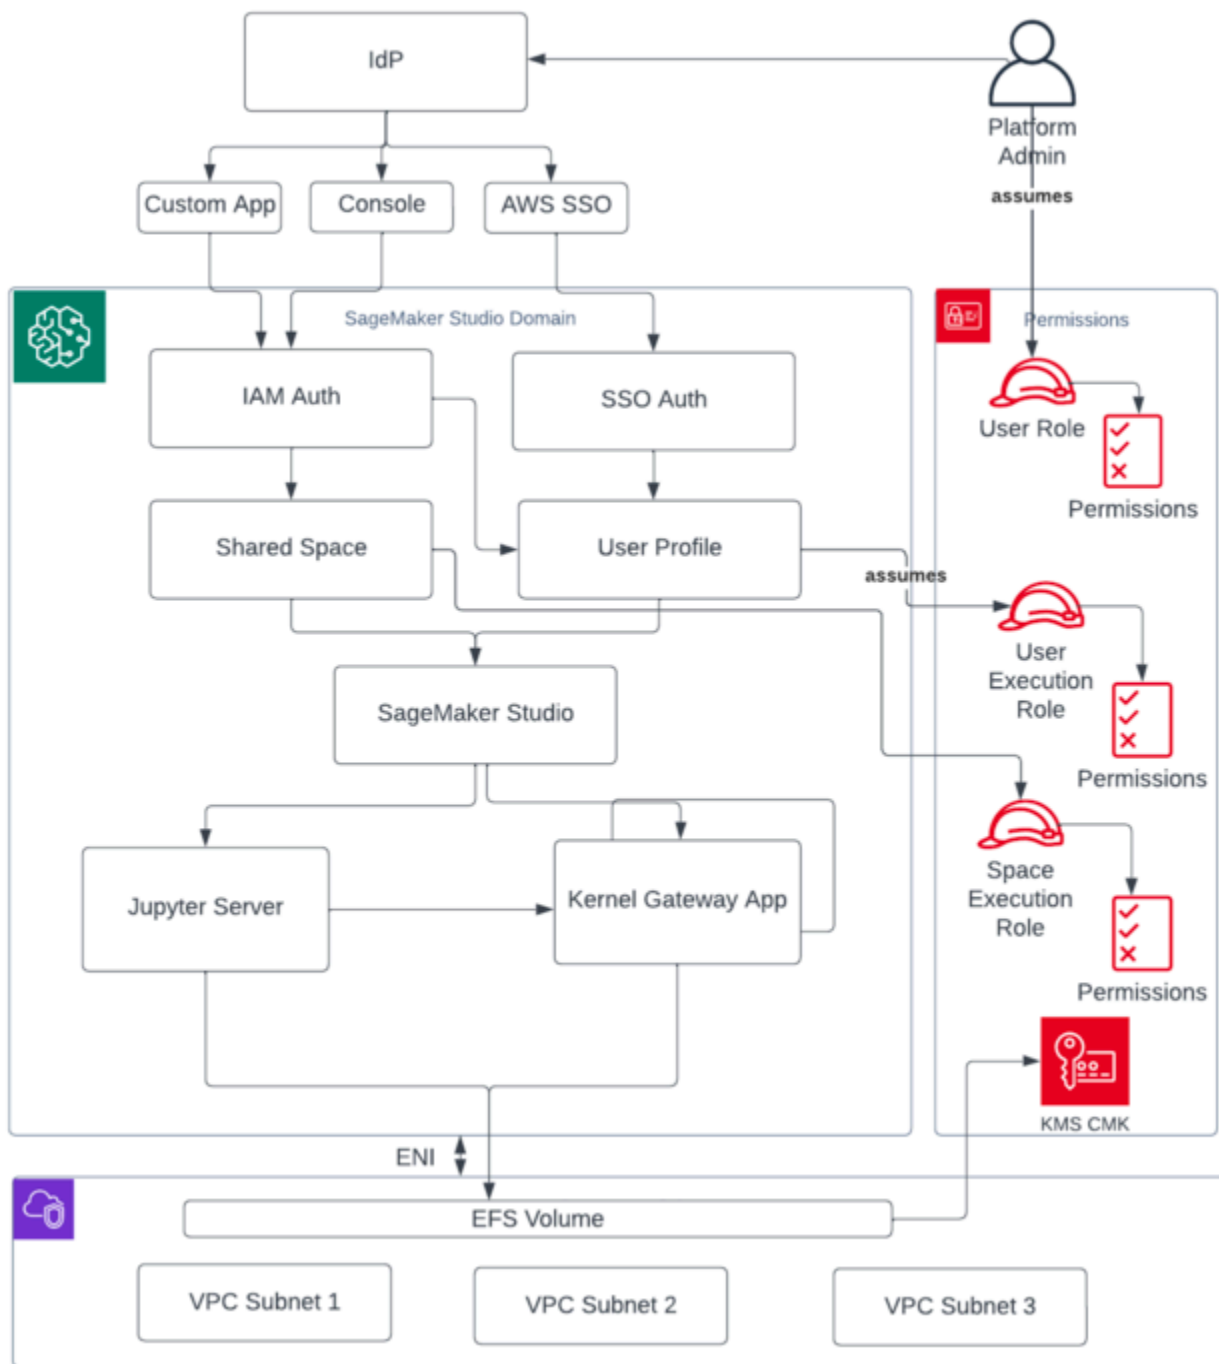 IdP
Platform
Admin
assumes
Custom App
Console
AWS SSO
SageMaker Studio Domain
Permissions
IAM Auth
SSO Auth
User Role
Permissions
Shared Space
User Profile
assumes
User
Execution
Role
SageMaker Studio
Permissions
Jupyter Server
Kernel Gateway App
Space
Execution
Role
Permissions
KMS CMK
ENI
EFS Volume
VPC Subnet 1
VPC Subnet 2
VPC Subnet 3